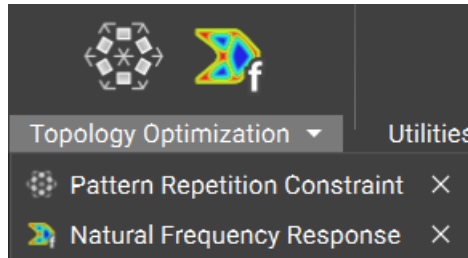 f
Topology Optimization
Utilities
Pattern Repetition Constraint
Natural Frequency Response